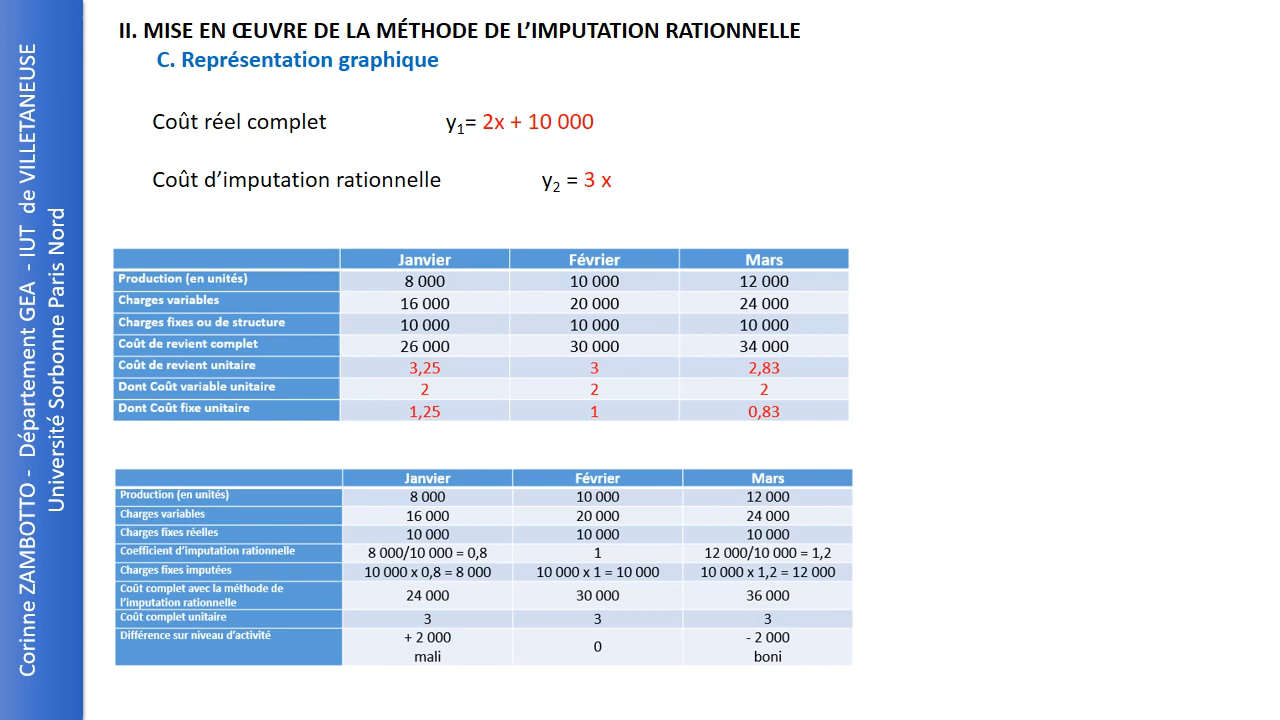 II. MISE EN ŒUVRE DE LA MÉTHODE DE L’IMPUTATION RATIONNELLE
C. Représentation graphique
Coût réel complet y1= 2x + 10 000
Coût d’imputation rationnelle y2 = 3 x
Janvier Février Mars
Production (en unités) 8 000 10 000 12 000
Charges variables 16 000 20 000 24 000
Charges fixes ou de structure 10 000 10 000 10 000
Coût de revient complet 26 000 30 000 34 000
Coût de revient unitaire 3,25 3 2,83
Dont Coût variable unitaire 2 2 2
Dont Coût fixe unitaire 1,25 1 0,83
Janvier Février Mars
Production (en unités) 8 000 10 000 12 000
Charges variables 16 000 20 000 24 000
Charges fixes réelles 10 000 10 000 10 000
Coefficient d’imputation rationnelle 8 000/10 000 = 0,8 1 12 000/10 000 = 1,2
Charges fixes imputées 10 000 x 0,8 = 8 000 10 000 x 1 = 10 000 10 000 x 1,2 = 12 000
Coût complet avec la méthode de
l’imputation rationnelle 24 000 30 000 36 000
Coût complet unitaire 3 3 3
Différence sur niveau d’activité + 2 000 0 - 2 000
mali boni
Corinne ZAMBOTTO - Département GEA - IUT de VILLETANEUSE
Université Sorbonne Paris Nord